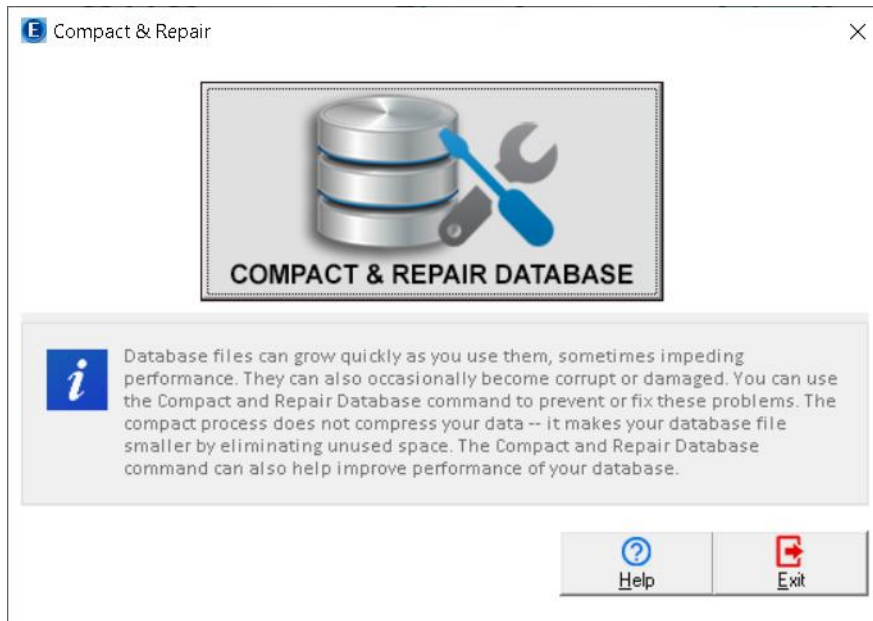 E Compact & Repair
COMPACT & REPAIR DATABASE
i
Database files can grow quickly as you use them, sometimes impeding
performance. They can also occasionally become corrupt or damaged. You can use
the Compact and Repair Database command to prevent or fix these problems. The
compact process does not compress your data -- it makes your database file
smaller by eliminating unused space. The Compact and Repair Database
command can also help improve performance of your database.
? Help Exit